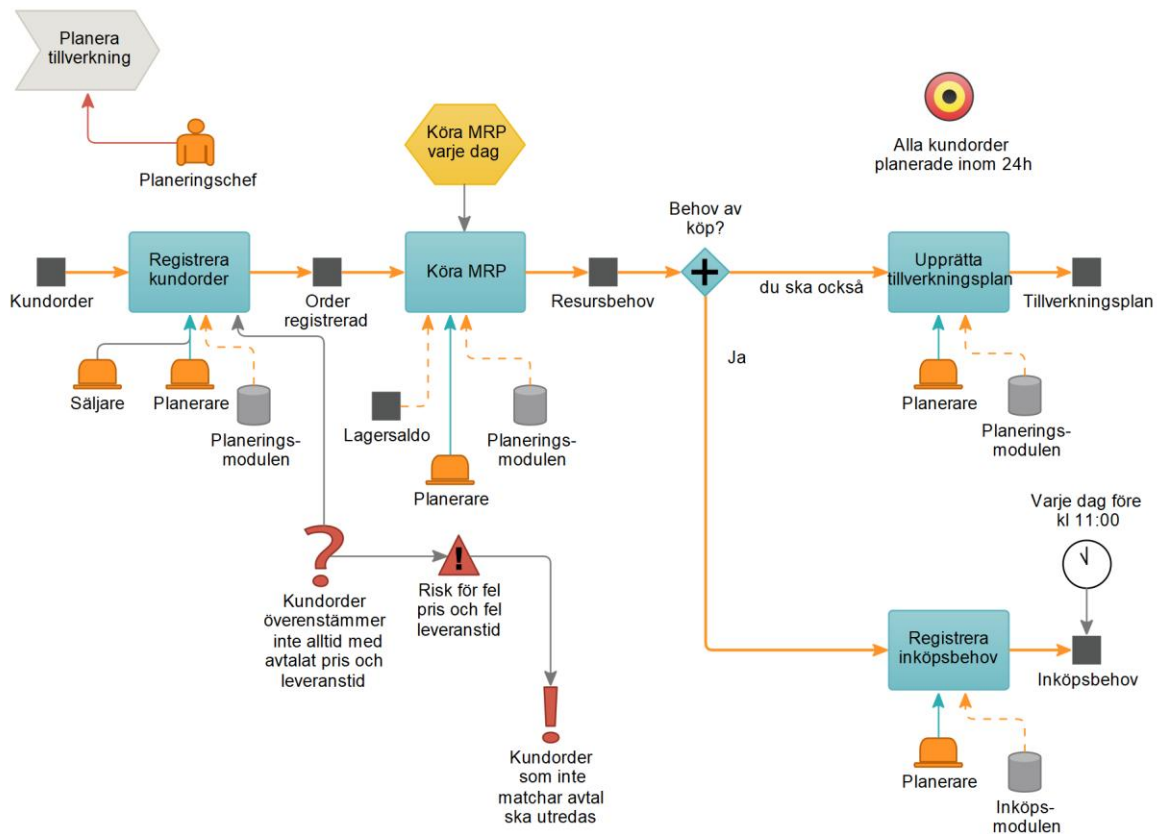 Planera
tillverkning
Planeringschef
Köra MRP
varje dag
Alla kundorder
planerade inom 24h
Kundorder
Registrera
kundorder
Order
registrerad
Köra MRP
Resursbehov
Behov av
köp?
du ska också
Ja
Upprätta
tillverkningsplan
Tillverkningsplan
Säljare
Planerare
Planerings-
modulen
Lagersaldo
Planerare
Planerings-
modulen
Planerare
Planerings-
modulen
Kundorder
överenstämmer
inte alltid med
avtalat pris och
leveranstid
Risk för fel
pris och fel
leveranstid
Kundorder
som inte
matchar avtal
ska utredas
Varje dag före
kl 11:00
Registrera
inköpsbehov
Inköpsbehov
Planerare
Inköps-
modulen